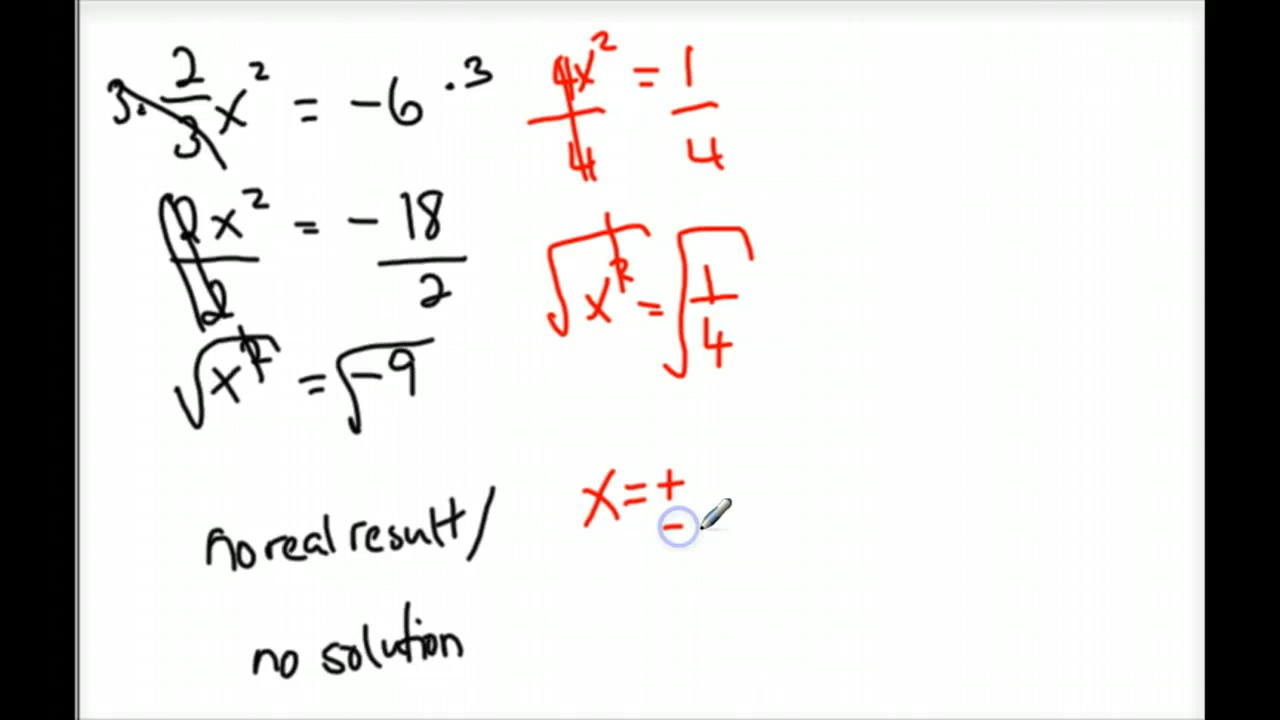 3· 2/3 x² = -6 · 3
2x²/2 = -18/2
√x² = √-9
no real result/
no solution
4x²/4 = 1/4
√x² = √1/4
x = ±